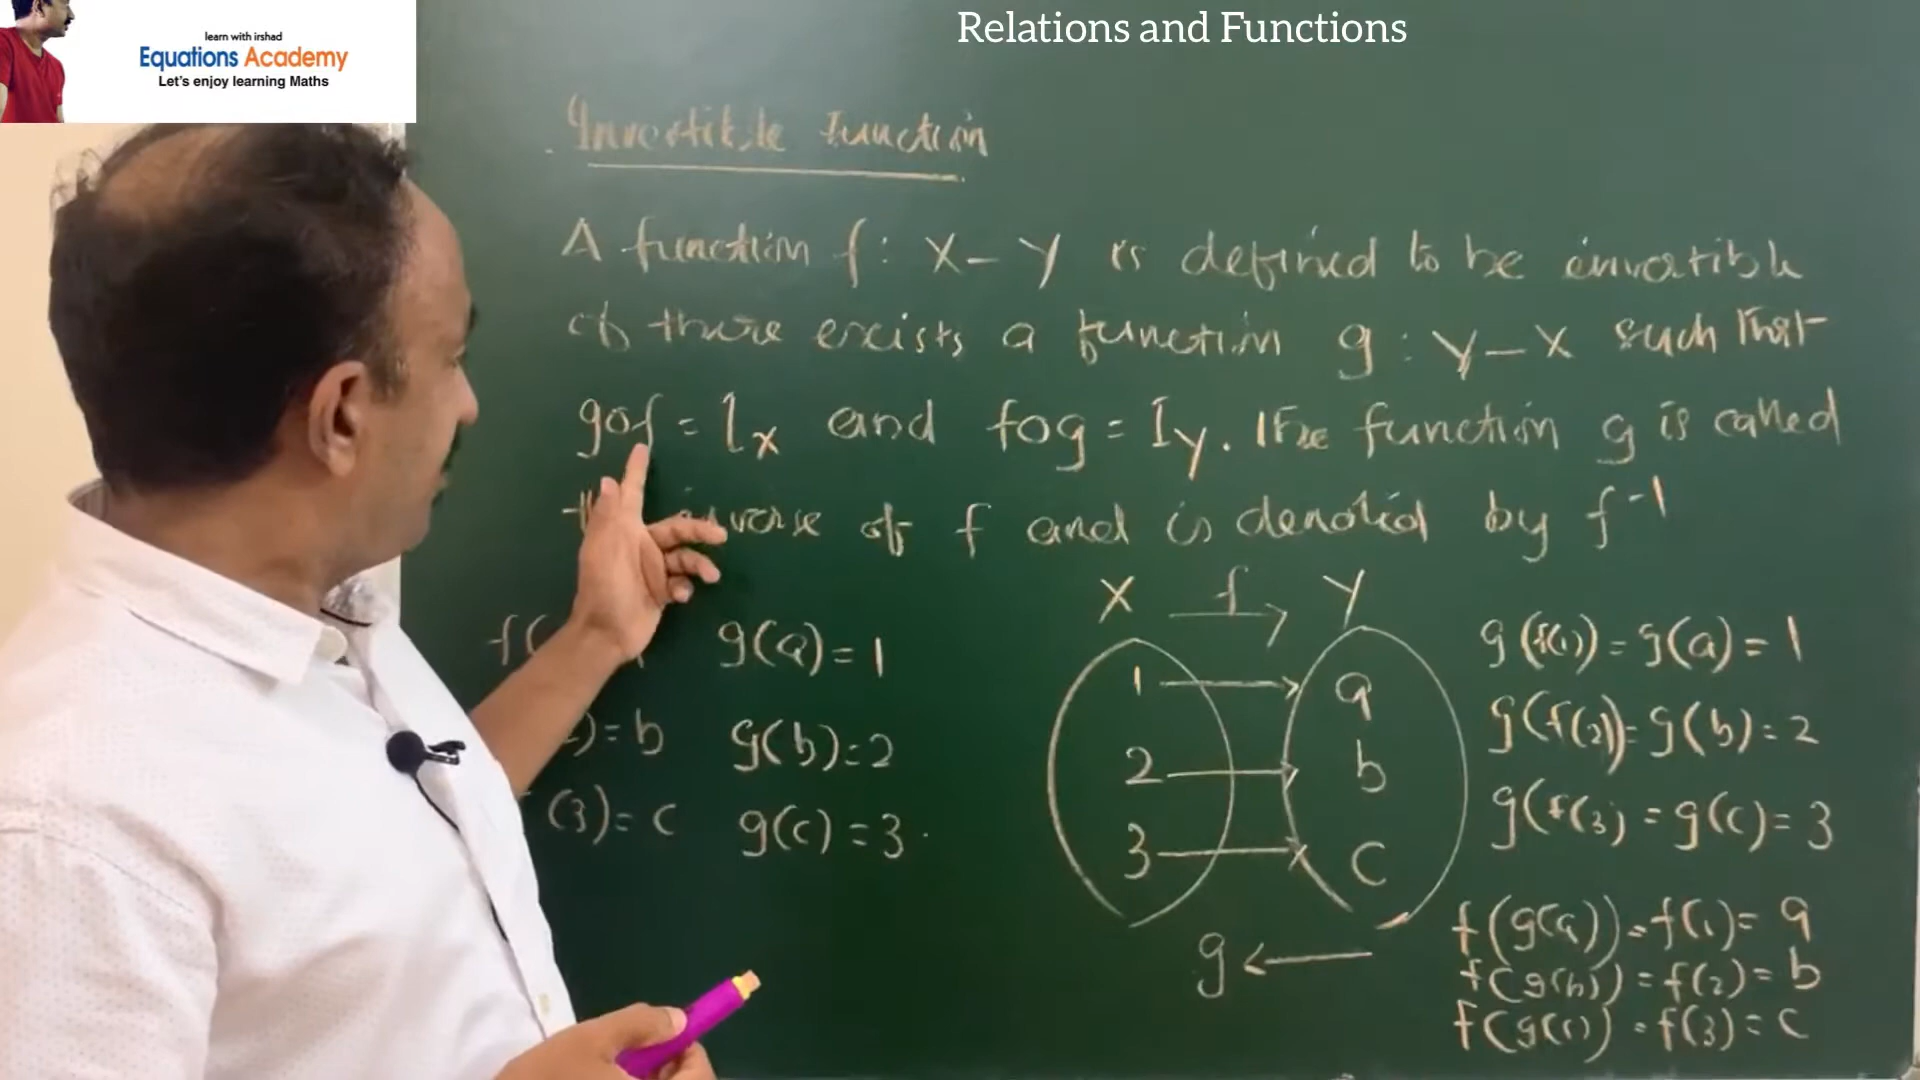 learn with irshad
Equations Academy
Let's enjoy learning Maths
Relations and Functions
Invertible Function
A function f: X – Y is defined to be invertible
if there exists a function g : Y – X such that
gof = Ix and fog = Iy. The function g is called
inverse of f and is denoted by f⁻¹
X f Y
g(a) = 1
)= b g(b) = 2
(3) = c g(c) = 3
1 a
2 b
3 c
g
g(f(1)) = g(a) = 1
g(f(2)) = g(b) = 2
g(f(3) = g(c) = 3
f(g(a)) = f(1) = a
f(g(b)) = f(2) = b
f(g(c)) = f(3) = c